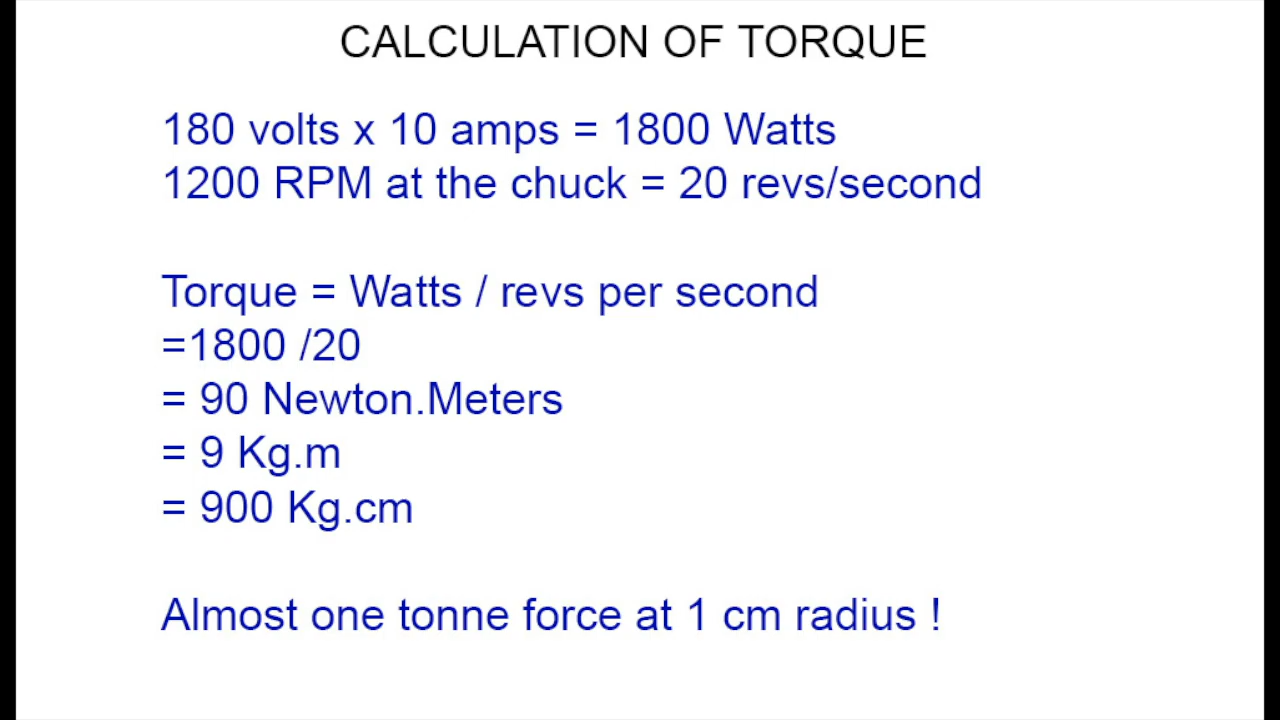 CALCULATION OF TORQUE
180 volts x 10 amps = 1800 Watts
1200 RPM at the chuck = 20 revs/second
Torque = Watts / revs per second
=1800 /20
= 90 Newton.Meters
= 9 Kg.m
= 900 Kg.cm
Almost one tonne force at 1 cm radius !